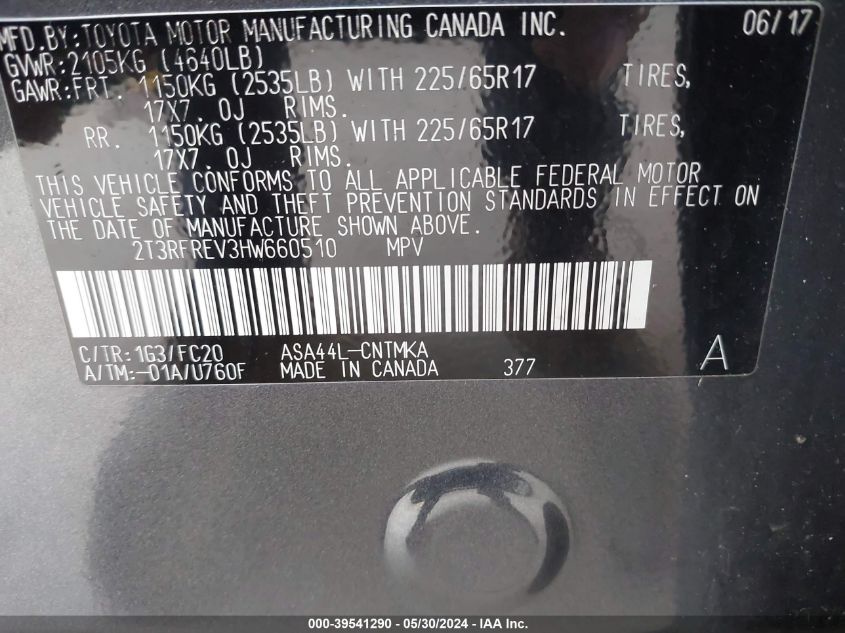 MFD.BY:TOYOTA MOTOR MANUFACTURING CANADA INC. 06/17
GVWR:2105KG (4640LB)
GAWR:FRT. 1150KG (2535LB) WITH 225/65R17 TIRES,
17X7.0J RIMS.
RR. 1150KG (2535LB) WITH 225/65R17 TIRES,
17X7.0J RIMS.
THIS VEHICLE CONFORMS TO ALL APPLICABLE FEDERAL MOTOR
VEHICLE SAFETY AND THEFT PREVENTION STANDARDS IN EFFECT ON
THE DATE OF MANUFACTURE SHOWN ABOVE.
2T3RFREV3HW660510 MPV
C/TR:1G3/FC20 ASA44L-CNTMKA A
A/TM:-01A/U760F MADE IN CANADA 377
000-39541290 - 05/30/2024 - IAA Inc.